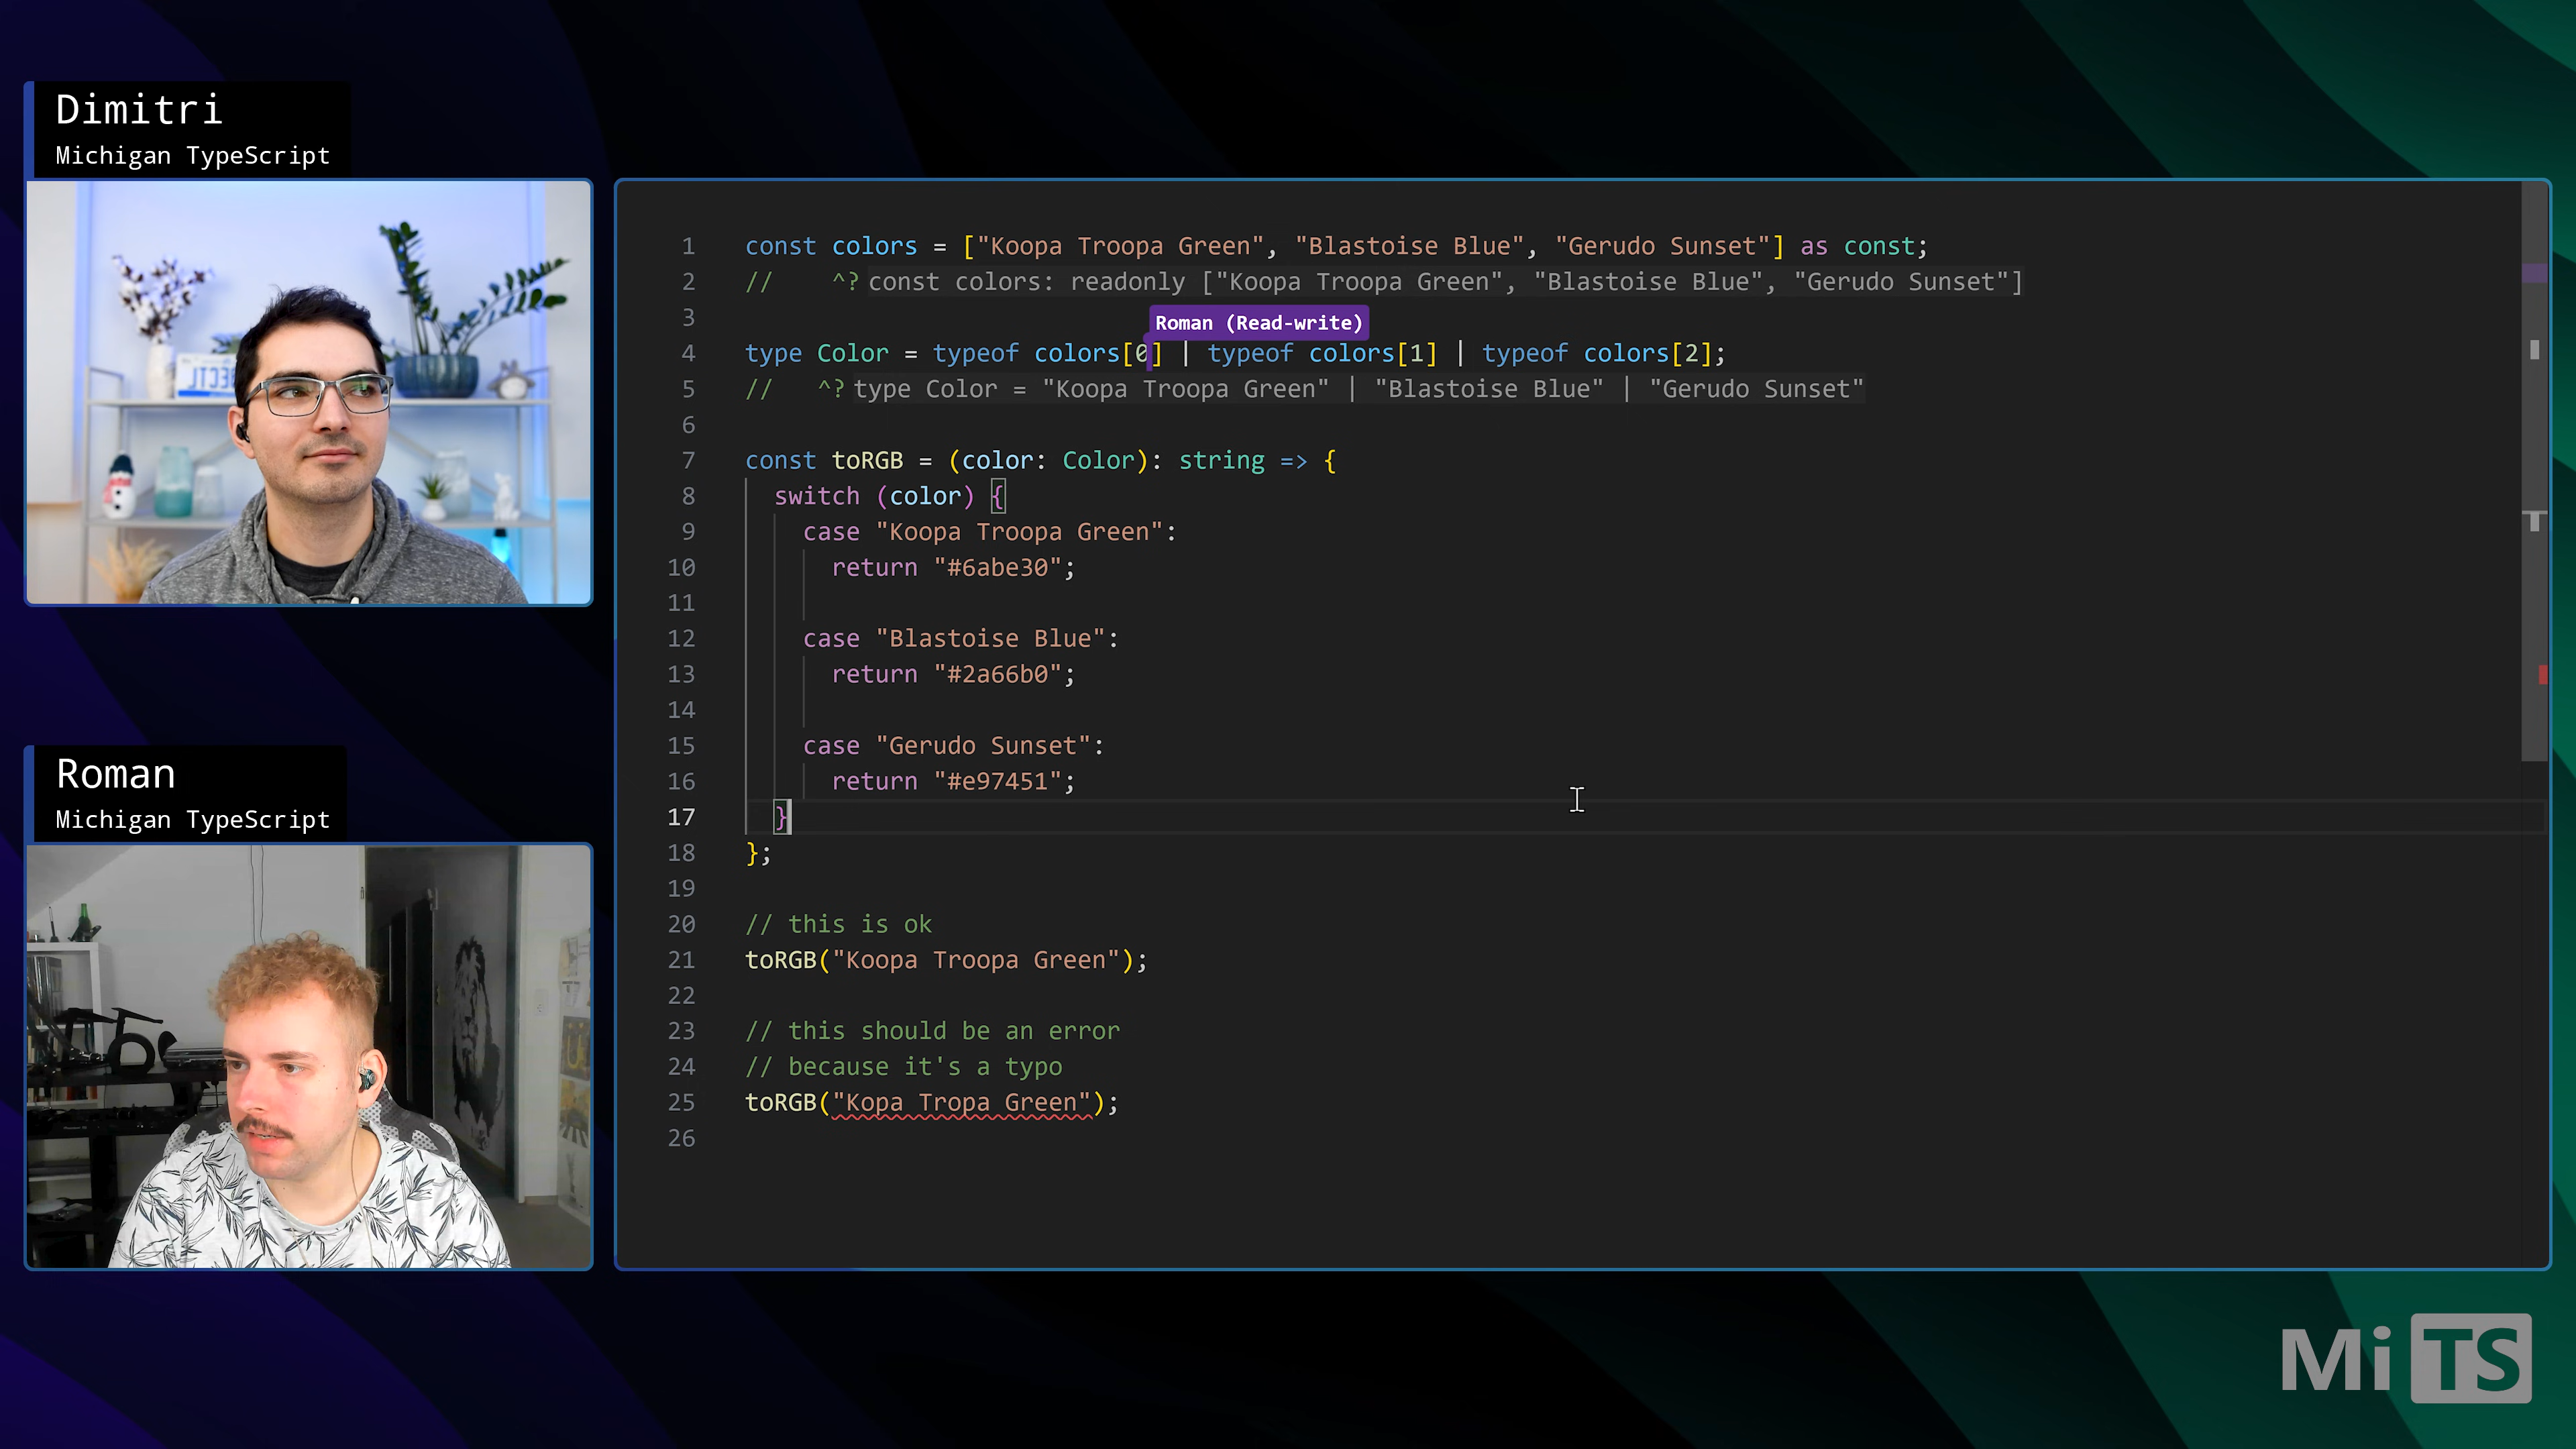 Dimitri
Michigan TypeScript
Roman
Michigan TypeScript
1 const colors = ["Koopa Troopa Green", "Blastoise Blue", "Gerudo Sunset"] as const;
2 //    ^? const colors: readonly ["Koopa Troopa Green", "Blastoise Blue", "Gerudo Sunset"]
3
Roman (Read-write)
4 type Color = typeof colors[0] | typeof colors[1] | typeof colors[2];
5 //   ^? type Color = "Koopa Troopa Green" | "Blastoise Blue" | "Gerudo Sunset"
6
7 const toRGB = (color: Color): string => {
8   switch (color) {
9     case "Koopa Troopa Green":
10       return "#6abe30";
11
12     case "Blastoise Blue":
13       return "#2a66b0";
14
15     case "Gerudo Sunset":
16       return "#e97451";
17   }
18 };
19
20 // this is ok
21 toRGB("Koopa Troopa Green");
22
23 // this should be an error
24 // because it's a typo
25 toRGB("Kopa Tropa Green");
26
Mi TS